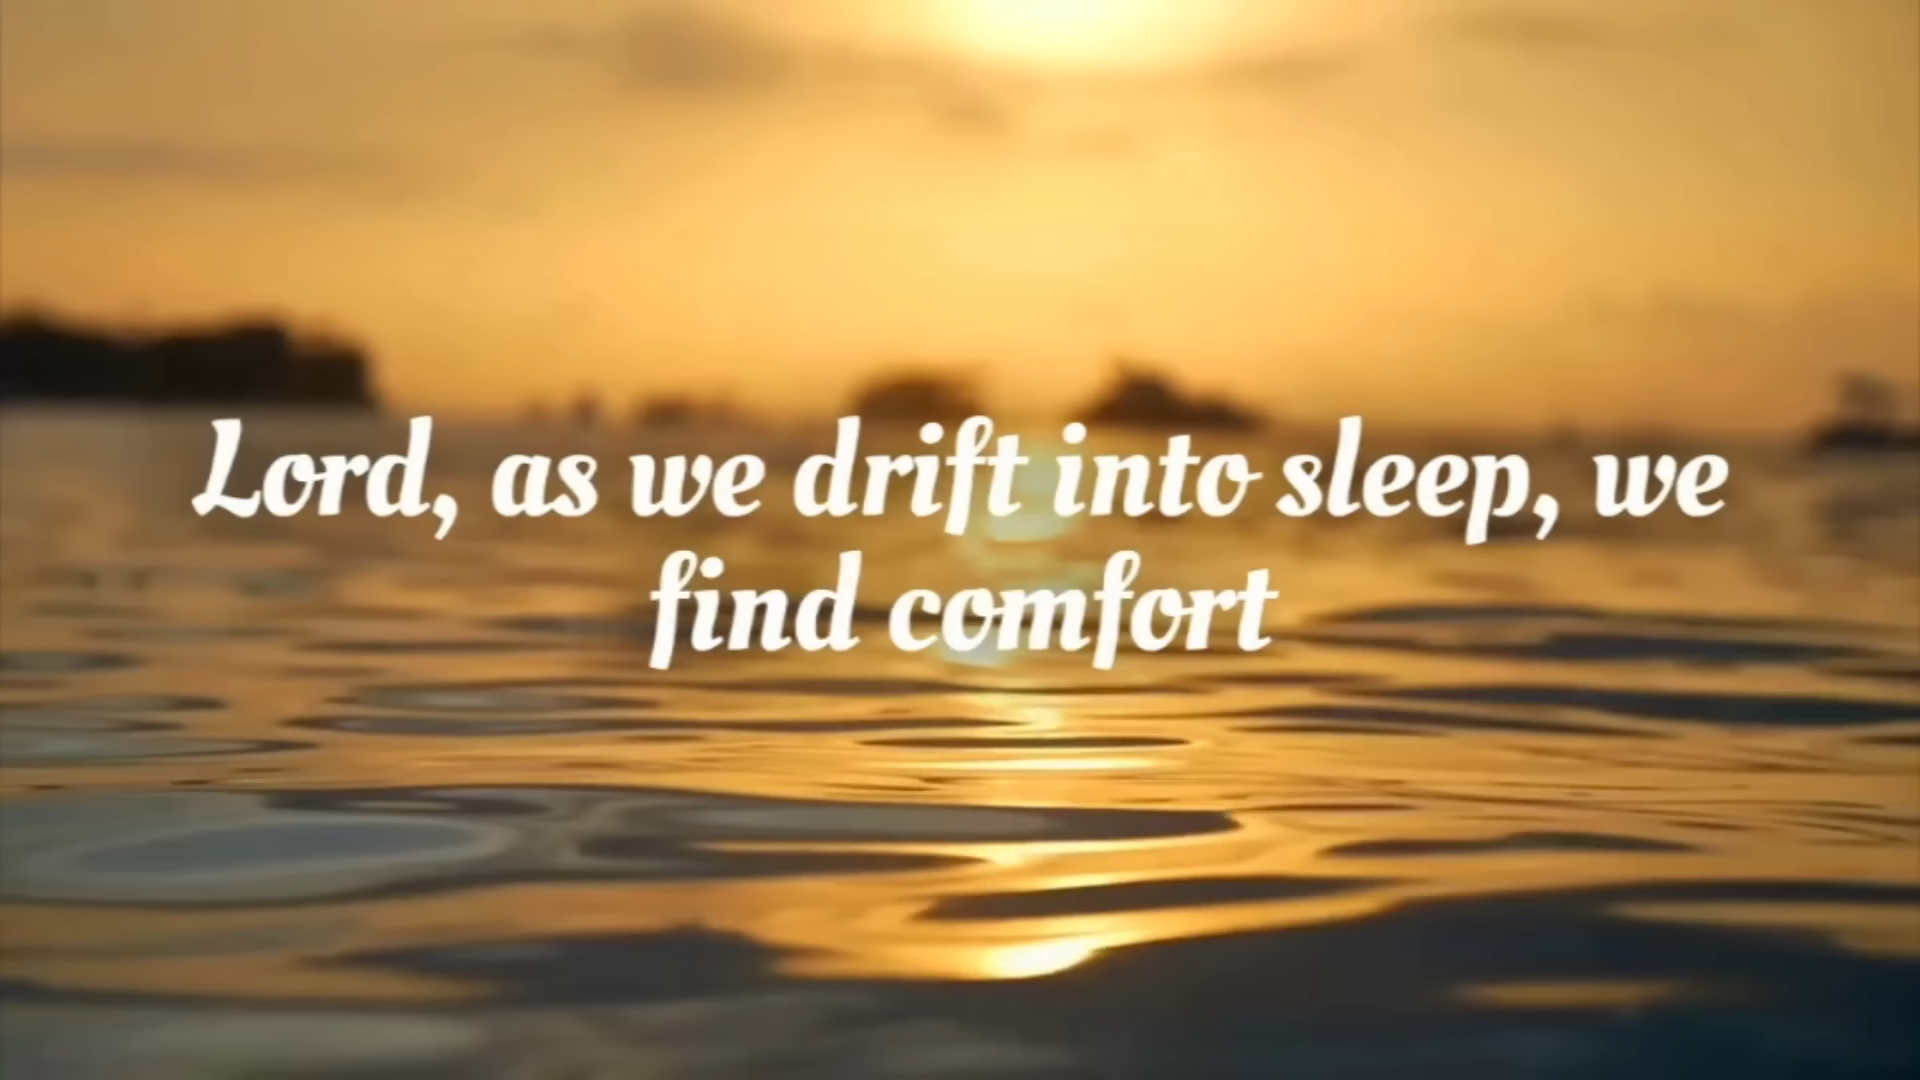 Lord, as we drift into sleep, we
find comfort